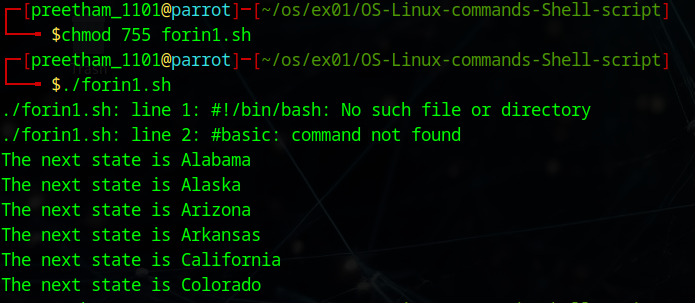 ┌─[preetham_1101@parrot]─[~/os/ex01/OS-Linux-commands-Shell-script]
└──╼ $chmod 755 forin1.sh
┌─[preetham_1101@parrot]─[~/os/ex01/OS-Linux-commands-Shell-script]
└──╼ $./forin1.sh
./forin1.sh: line 1: #!/bin/bash: No such file or directory
./forin1.sh: line 2: #basic: command not found
The next state is Alabama
The next state is Alaska
The next state is Arizona
The next state is Arkansas
The next state is California
The next state is Colorado